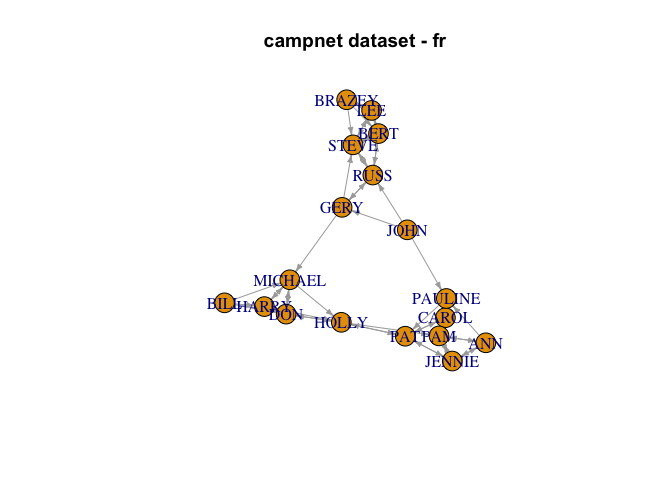 campnet dataset - fr
BRAZEY
LEE
BERT
STEVE
RUSS
GERY
JOHN
MICHAEL
BILL
HARRY
DON
HOLLY
PAULINE
CAROL
PAT
PAM
ANN
JENNIE